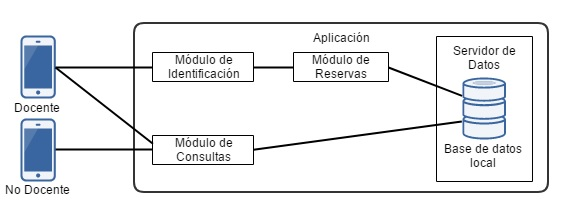 Aplicación
Módulo de
Identificación
Módulo de
Reservas
Servidor de
Datos
Docente
Módulo de
Consultas
Base de datos
local
No Docente